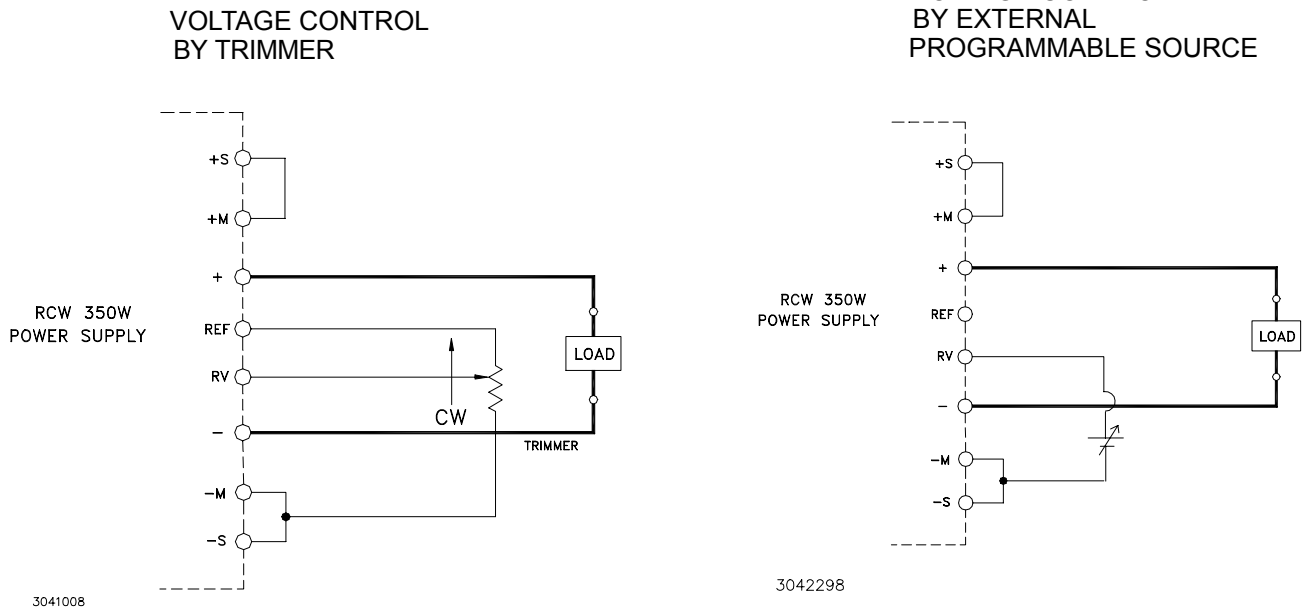 VOLTAGE CONTROL
BY TRIMMER
+S
+M
+
REF
RV
-
-M
-S
RCW 350W
POWER SUPPLY
LOAD
CW
TRIMMER
3041008
BY EXTERNAL
PROGRAMMABLE SOURCE
+S
+M
+
REF
RV
-
-M
-S
RCW 350W
POWER SUPPLY
LOAD
3042298